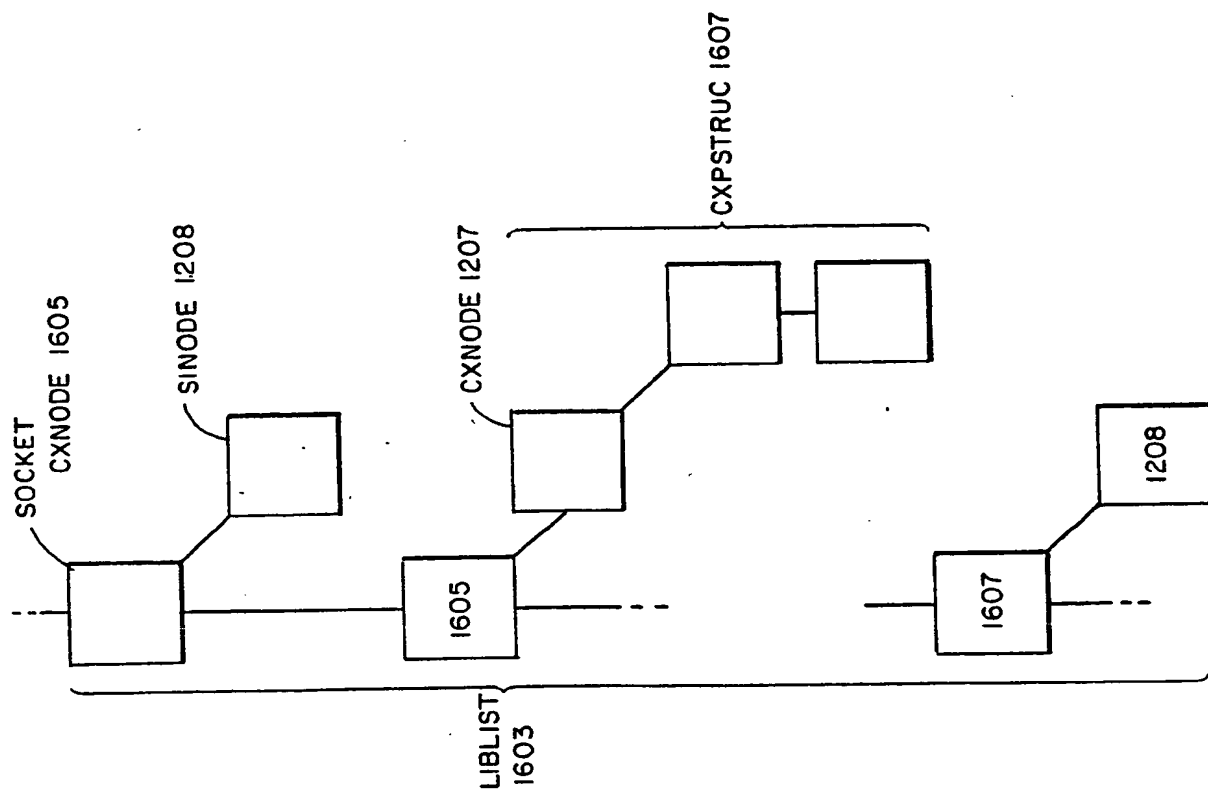 SOCKET
CXNODE 1605
SINODE 1208
CXNODE 1207
CXPSTRUC 1607
1605
1607
1208
LIBLIST
1603